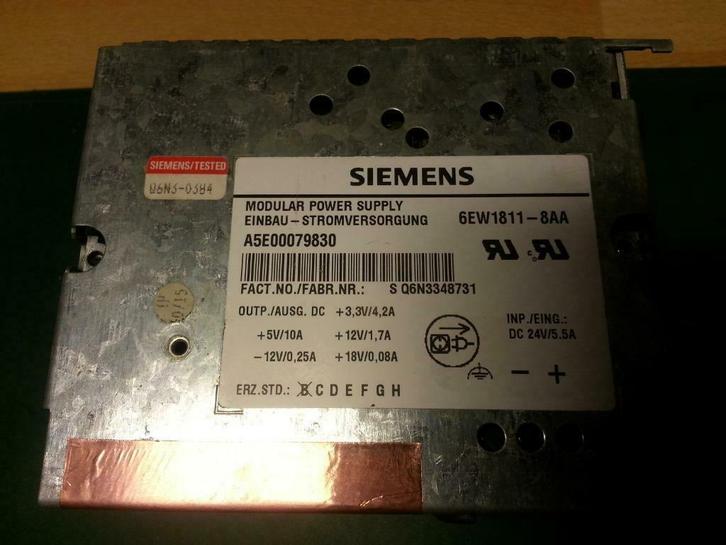 SIEMENS/TESTED
Q6N3-0384
SIEMENS
MODULAR POWER SUPPLY
EINBAU-STROMVERSORGUNG 6EW1811-8AA
A5E00079830
FACT.NO./FABR.NR.: S Q6N3348731
OUTP./AUSG. DC +3,3V/4,2A
+5V/10A +12V/1,7A
-12V/0,25A +18V/0,08A
INP./EING.:
DC 24V/5.5A
- +
ERZ.STD.: B C D E F G H